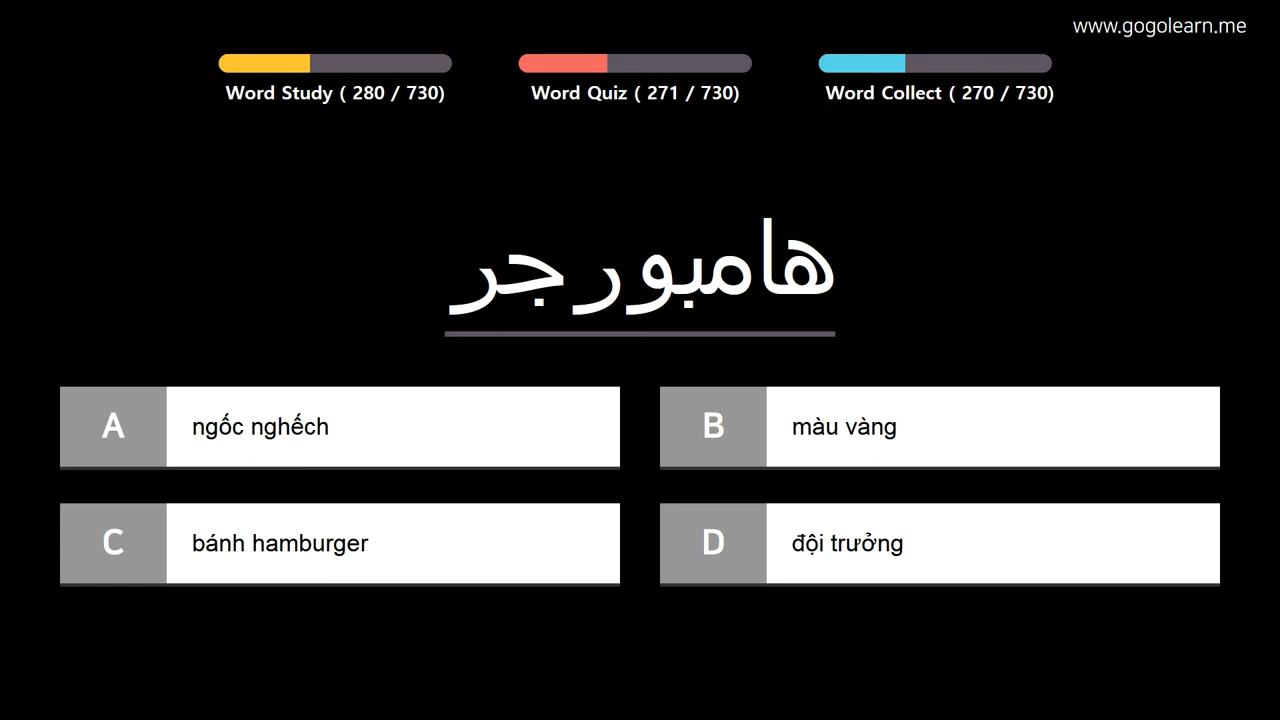 www.gogolearn.me
Word Study ( 280 / 730)
Word Quiz ( 271 / 730)
Word Collect ( 270 / 730)
هامبورجر
A
ngốc nghếch
B
màu vàng
C
bánh hamburger
D
đội trưởng